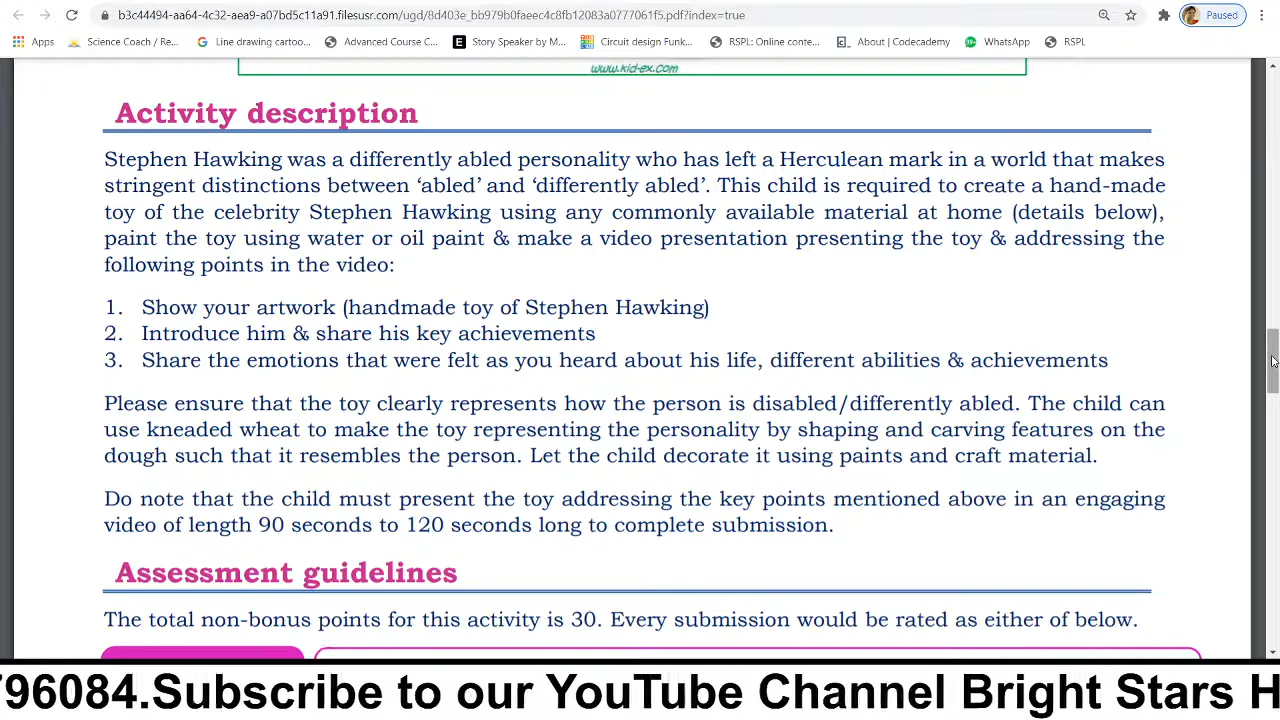 b3c44494-aa64-4c32-aea9-a07bd5c11a91.filesusr.com/ugd/8d403e_bb979b0faec4c8fb12083a0777061f5.pdf?index=true
Paused
Apps
Science Coach / Re...
Line drawing.cartoo...
Advanced Course C...
Story Speaker by M...
Circuit design Funk...
RSPL: Online conte...
About | Codecademy
WhatsApp
RSPL
www.kid-ex.com
Activity description
Stephen Hawking was a differently abled personality who has left a Herculean mark in a world that makes
stringent distinctions between ‘abled’ and ‘differently abled’. This child is required to create a hand-made
toy of the celebrity Stephen Hawking using any commonly available material at home (details below),
paint the toy using water or oil paint & make a video presentation presenting the toy & addressing the
following points in the video:
1. Show your artwork (handmade toy of Stephen Hawking)
2. Introduce him & share his key achievements
3. Share the emotions that were felt as you heard about his life, different abilities & achievements
Please ensure that the toy clearly represents how the person is disabled/differently abled. The child can
use kneaded wheat to make the toy representing the personality by shaping and carving features on the
dough such that it resembles the person. Let the child decorate it using paints and craft material.
Do note that the child must present the toy addressing the key points mentioned above in an engaging
video of length 90 seconds to 120 seconds long to complete submission.
Assessment guidelines
The total non-bonus points for this activity is 30. Every submission would be rated as either of below.
796084.Subscribe to our YouTube Channel Bright Stars H